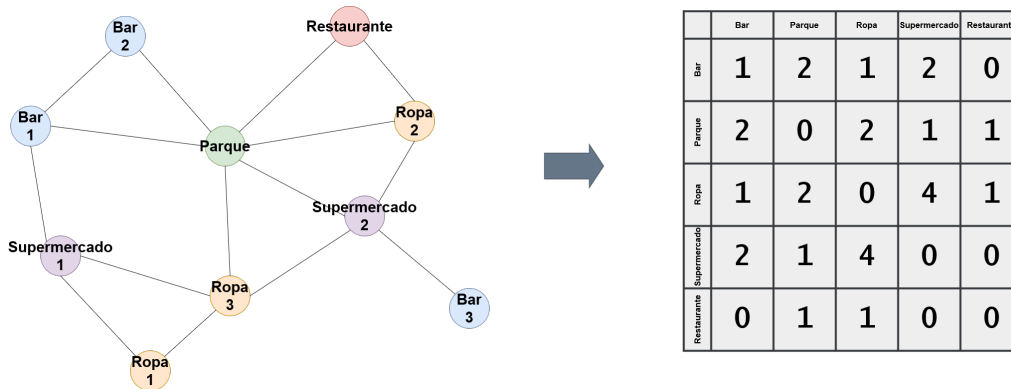 Bar
2
Restaurante
Bar
1
Ropa
2
Parque
Supermercado
2
Supermercado
1
Ropa
3
Bar
3
Ropa
1
Bar Parque Ropa Supermercado Restaurant
Bar 1 2 1 2 0
Parque 2 0 2 1 1
Ropa 1 2 0 4 1
Supermercado 2 1 4 0 0
Restaurante 0 1 1 0 0